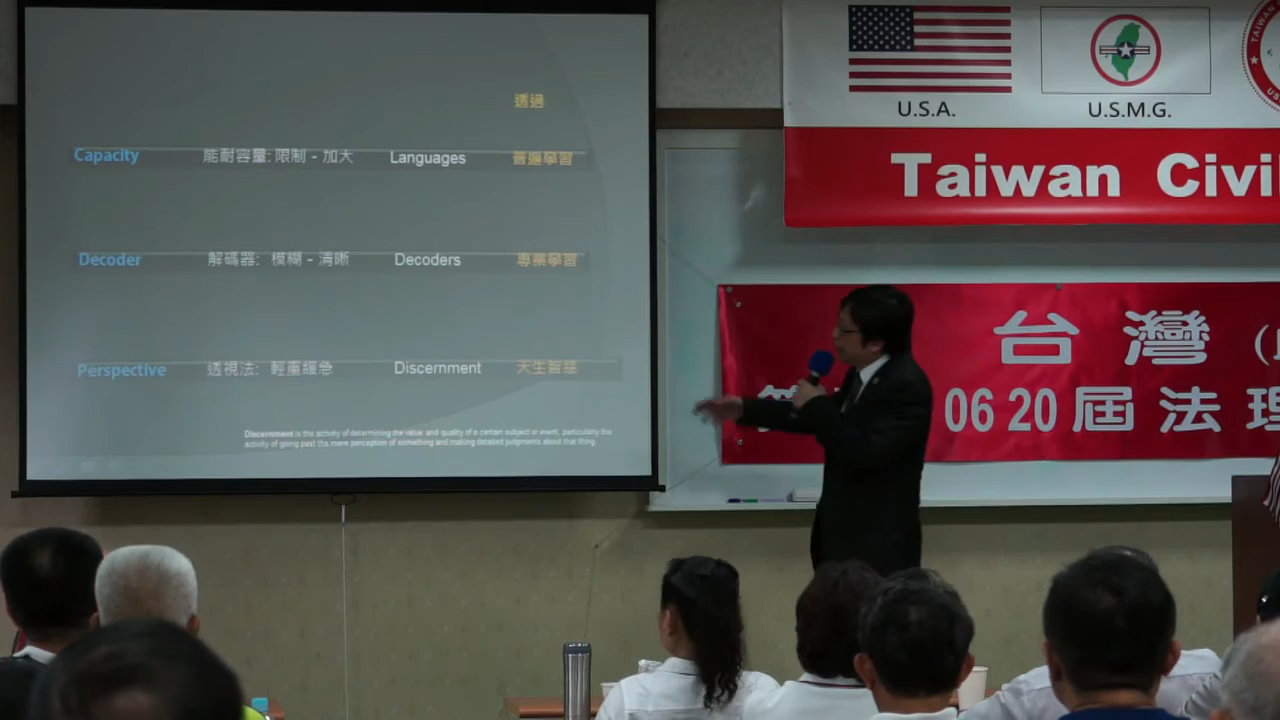 透過
Capacity 能耐容量: 限制 - 加大 Languages 普遍學習
Decoder 解碼器: 模糊 - 清晰 Decoders 專業學習
Perspective 透視法: 輕重緩急 Discernment 天生智慧
Discernment is the activity of determining the value and quality of a certain subject or event, particularly the
activity of going past the mere perception of something and making detailed judgments about that thing.
U.S.A. U.S.M.G.
TAIWAN
Taiwan Civi
台灣
06 20 屆法理